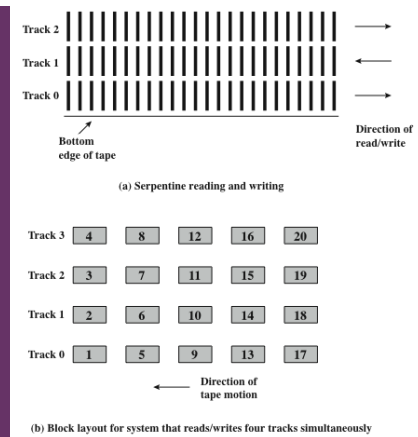 Track 2
Track 1
Track 0
Bottom
edge of tape
Direction of
read/write
(a) Serpentine reading and writing
Track 3 4 8 12 16 20
Track 2 3 7 11 15 19
Track 1 2 6 10 14 18
Track 0 1 5 9 13 17
Direction of
tape motion
(b) Block layout for system that reads/writes four tracks simultaneously